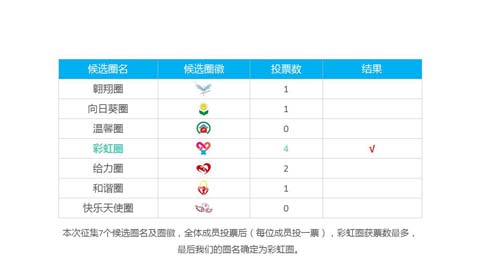 候选圈名 候选圈徽 投票数 结果
翱翔圈 1
向日葵圈 1
温馨圈 0
彩虹圈 4 √
给力圈 2
和谐圈 1
快乐天使圈 0
本次征集7个候选圈名及圈徽，全体成员投票后（每位成员投一票），彩虹圈获票数最多，
最后我们的圈名确定为彩虹圈。